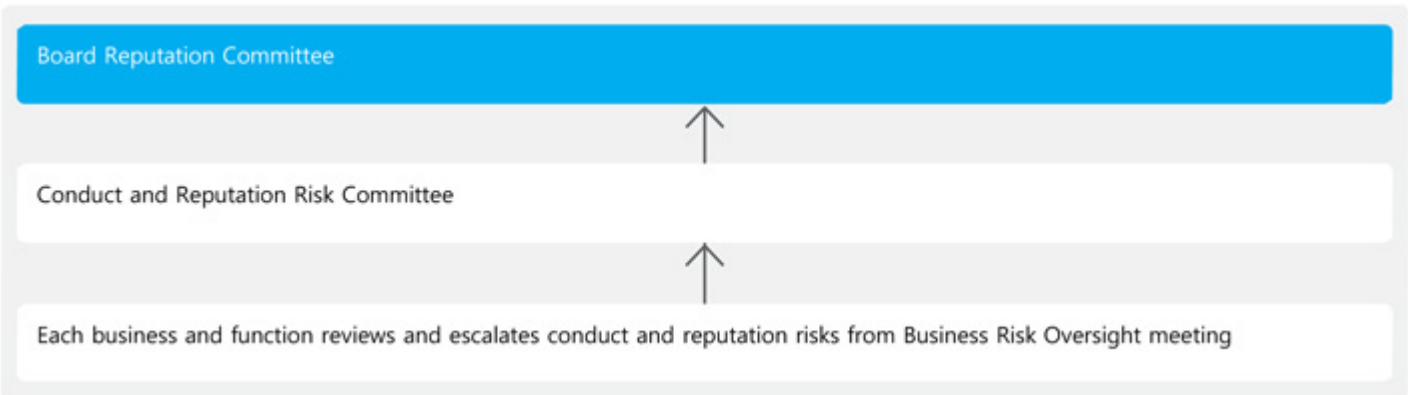 Board Reputation Committee
Conduct and Reputation Risk Committee
Each business and function reviews and escalates conduct and reputation risks from Business Risk Oversight meeting